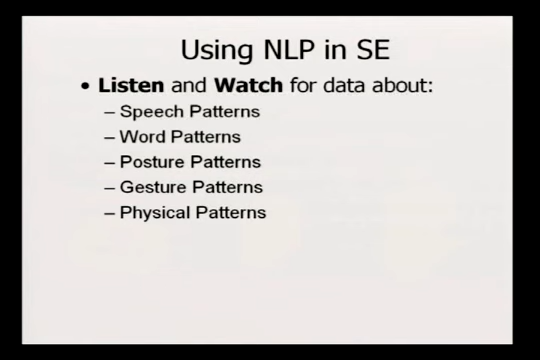 Using NLP in SE
• Listen and Watch for data about:
– Speech Patterns
– Word Patterns
– Posture Patterns
– Gesture Patterns
– Physical Patterns